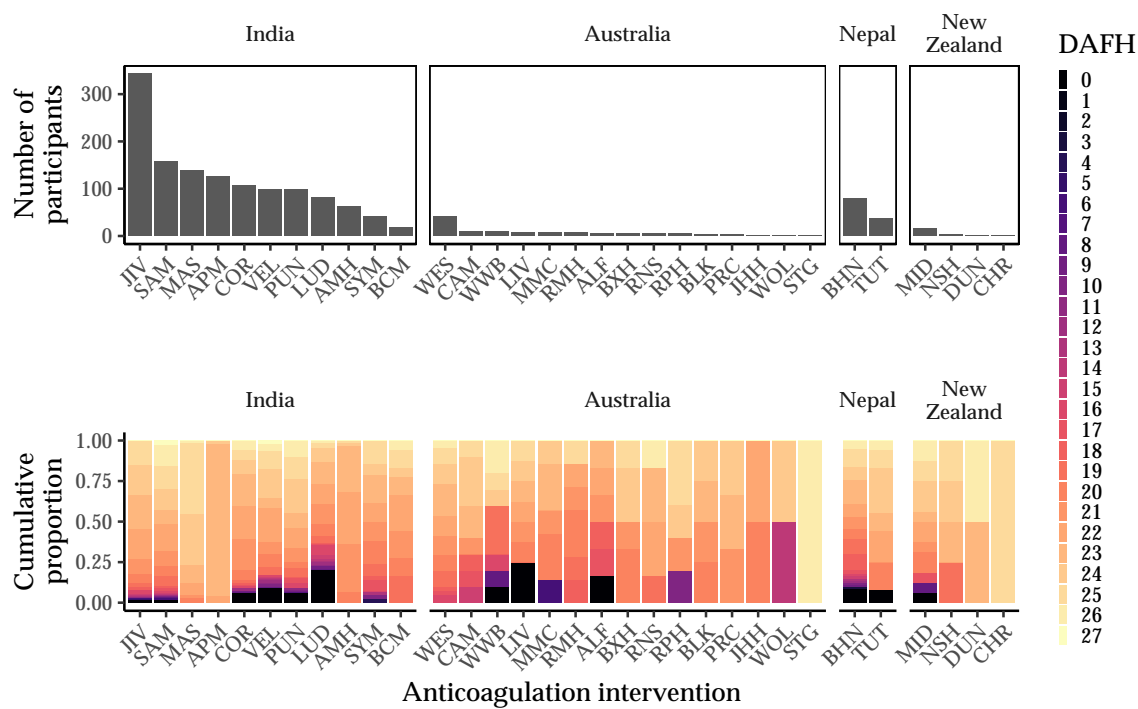 India
Australia
Nepal
New
Zealand
Number of
participants
300
200
100
0
JIV SAM MAS APM COR VEL PUN LUD AMH SYM BCM
WES CAM WWB LIV MMC RMH ALF BXH RNS RPH BLK PRC JHH WOL STG
BHN TUT
MID NSH DUN CHR
India
Australia
Nepal
New
Zealand
Cumulative
proportion
1.00
0.75
0.50
0.25
0.00
JIV SAM MAS APM COR VEL PUN LUD AMH SYM BCM
WES CAM WWB LIV MMC RMH ALF BXH RNS RPH BLK PRC JHH WOL STG
BHN TUT
MID NSH DUN CHR
Anticoagulation intervention
DAFH
0
1
2
3
4
5
6
7
8
9
10
11
12
13
14
15
16
17
18
19
20
21
22
23
24
25
26
27